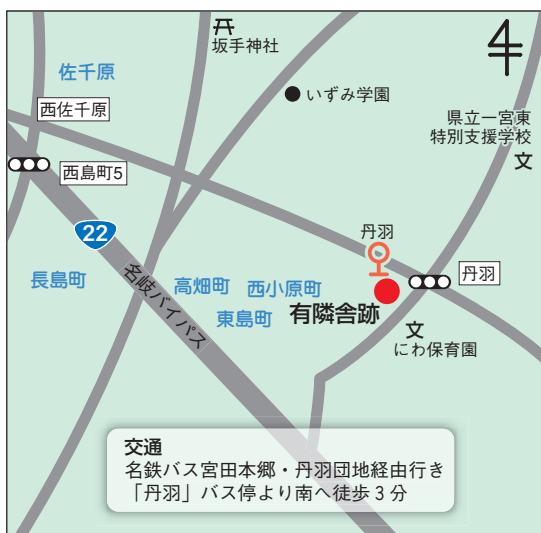 坂手神社
佐千原
いずみ学園
西佐千原
県立一宮東
特別支援学校
文
西島町5
22
丹羽
長島町
名岐バイパス
高畑町
西小原町
丹羽
東島町
有隣舎跡
文
にわ保育園
交通
名鉄バス宮田本郷・丹羽団地経由行き
「丹羽」バス停より南へ徒歩3分